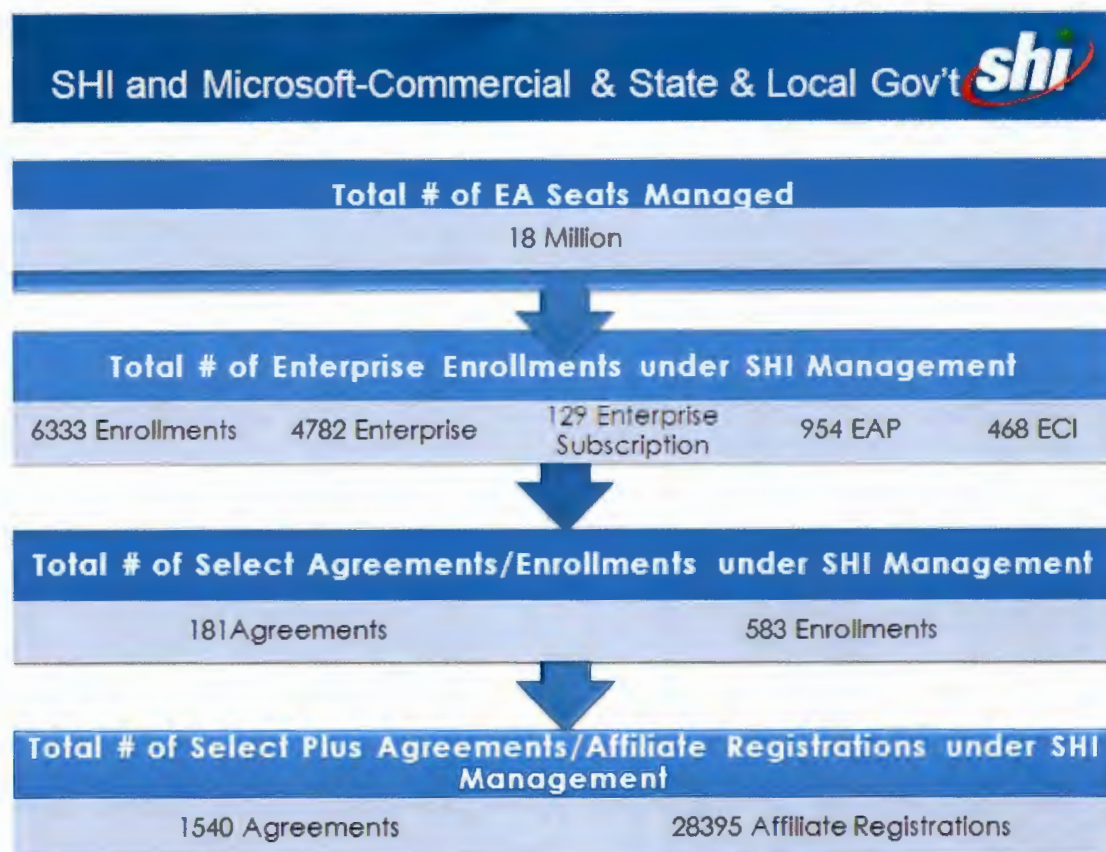 SHI and Microsoft-Commercial & State & Local Gov't
shi
Total # of EA Seats Managed
18 Million
Total # of Enterprise Enrollments under SHI Management
6333 Enrollments
4782 Enterprise
129 Enterprise
Subscription
954 EAP
468 ECI
Total # of Select Agreements/Enrollments under SHI Management
181Agreements
583 Enrollments
Total # of Select Plus Agreements/Affiliate Registrations under SHI
Management
1540 Agreements
28395 Affiliate Registrations